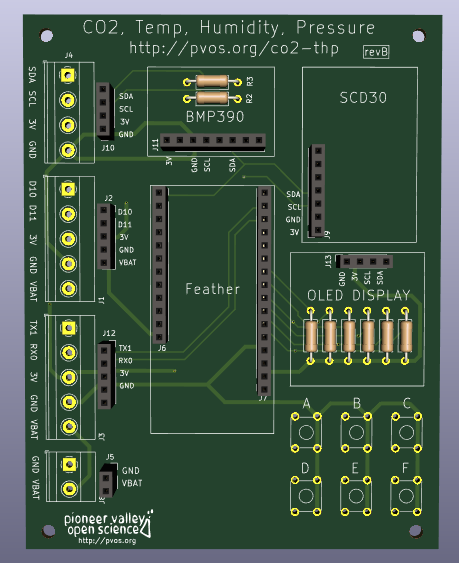 CO2, Temp, Humidity, Pressure
http://pvos.org/co2-thp
revB
J4
SDA
SCL
3V
GND
SDA
SCL
3V
GND
J10
R3
R2
BMP390
J11
3V
GND
SCL
SDA
SCD30
SDA
SCL
GND
3V
J9
D10
D11
3V
GND
VBAT
J1
J2
D10
D11
3V
GND
VBAT
Feather
J6
J7
J13
GND
3V
SCL
SDA
OLED DISPLAY
TX1
RX0
3V
GND
VBAT
J3
J12
TX1
RX0
3V
GND
A
B
C
D
E
F
GND
VBAT
J5
GND
VBAT
pioneer valley
open science
http://pvos.org